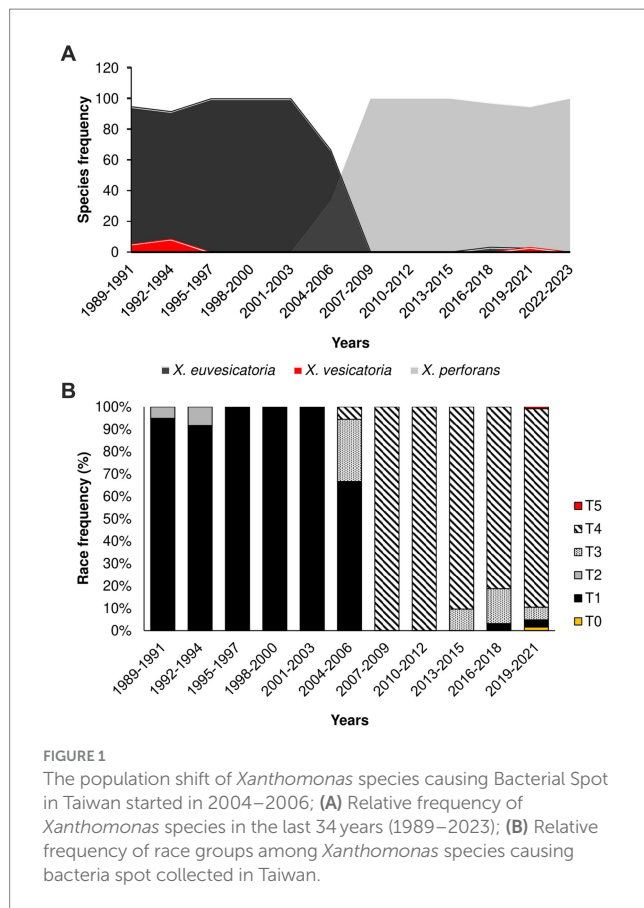 A
Species frequency
120
100
80
60
40
20
0
1989-1991
1992-1994
1995-1997
1998-2000
2001-2003
2004-2006
2007-2009
2010-2012
2013-2015
2016-2018
2019-2021
2022-2023
Years
X. euvesicatoria X. vesicatoria X. perforans
B
Race frequency (%)
100%
90%
80%
70%
60%
50%
40%
30%
20%
10%
0%
T5
T4
T3
T2
T1
T0
1989-1991
1992-1994
1995-1997
1998-2000
2001-2003
2004-2006
2007-2009
2010-2012
2013-2015
2016-2018
2019-2021
Years
FIGURE 1
The population shift of Xanthomonas species causing Bacterial Spot
in Taiwan started in 2004–2006; (A) Relative frequency of
Xanthomonas species in the last 34 years (1989–2023); (B) Relative
frequency of race groups among Xanthomonas species causing
bacteria spot collected in Taiwan.